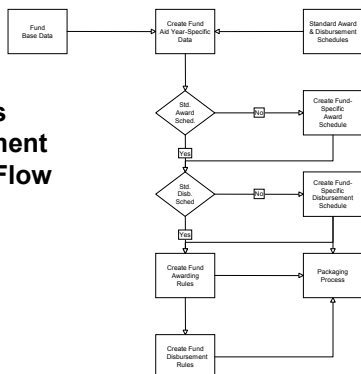 Fund
Base Data
Create Fund
Aid Year-Specific
Data
Standard Award
& Disbursement
Schedules
s
ment
Flow
Std.
Award
Sched.
No
Create Fund-
Specific
Award
Schedule
Yes
Std.
Disb.
Sched
No
Create Fund-
Specific
Disbursement
Schedule
Yes
Create Fund
Awarding
Rules
Packaging
Process
Create Fund
Disbursement
Rules